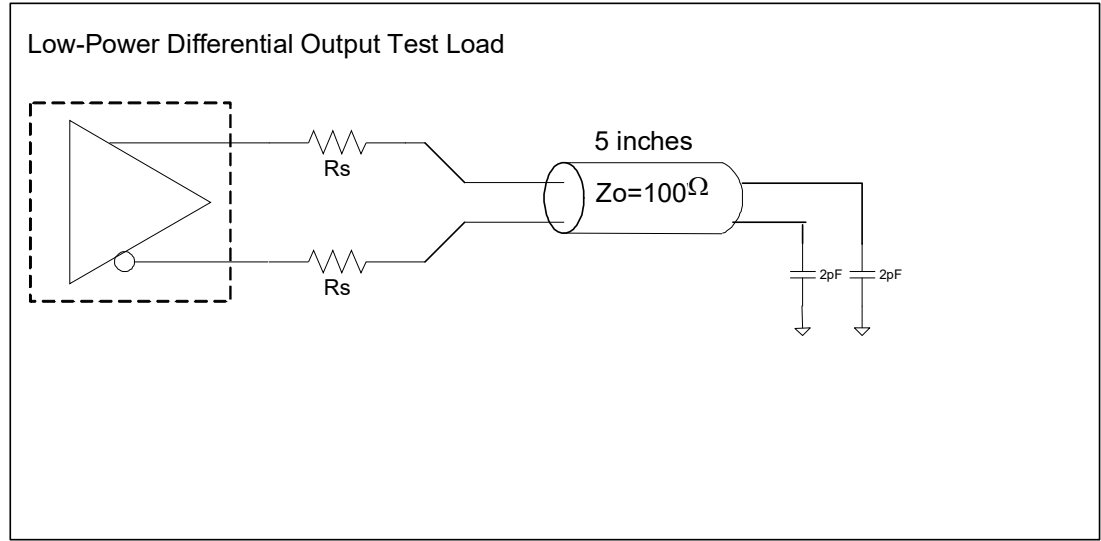 Low-Power Differential Output Test Load
Rs
5 inches
Zo=100Ω
Rs
2pF
2pF